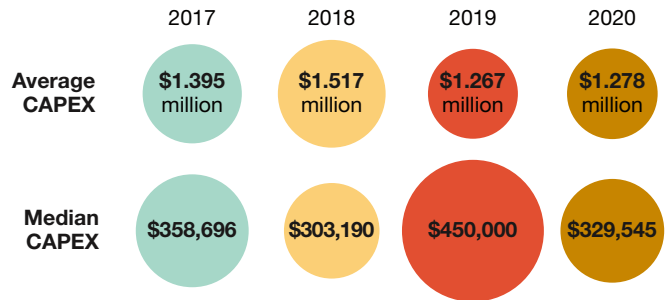 2017 2018 2019 2020
Average
CAPEX
$1.395
million
$1.517
million
$1.267
million
$1.278
million
Median
CAPEX
$358,696 $303,190 $450,000 $329,545